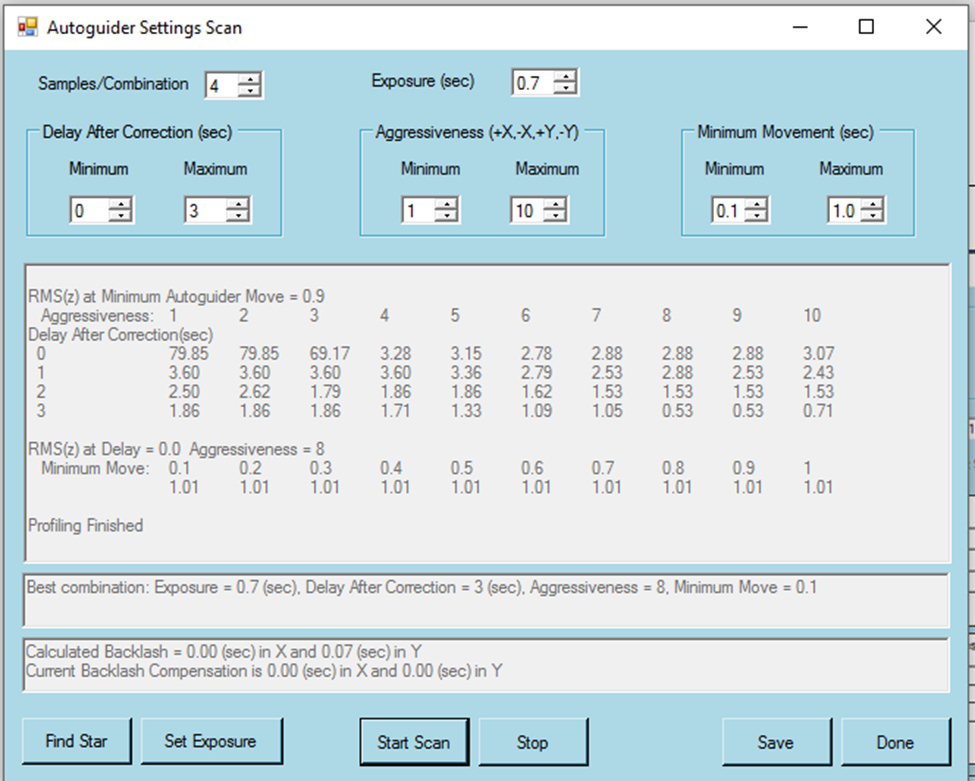 Autoguider Settings Scan
Samples/Combination 4 Exposure (sec) 0.7
Delay After Correction (sec) Aggressiveness (+X,-X,+Y,-Y) Minimum Movement (sec)
Minimum Maximum Minimum Maximum Minimum Maximum
0 3 1 10 0.1 1.0
RMS(z) at Minimum Autoguider Move = 0.9
Aggressiveness: 1 2 3 4 5 6 7 8 9 10
Delay After Correction(sec)
0 79.85 79.85 69.17 3.28 3.15 2.78 2.88 2.88 2.88 3.07
1 3.60 3.60 3.60 3.60 3.36 2.79 2.53 2.88 2.53 2.43
2 2.50 2.62 1.79 1.86 1.86 1.62 1.53 1.53 1.53 1.53
3 1.86 1.86 1.86 1.71 1.33 1.09 1.05 0.53 0.53 0.71
RMS(z) at Delay = 0.0 Aggressiveness = 8
Minimum Move: 0.1 0.2 0.3 0.4 0.5 0.6 0.7 0.8 0.9 1
1.01 1.01 1.01 1.01 1.01 1.01 1.01 1.01 1.01 1.01
Profiling Finished
Best combination: Exposure = 0.7 (sec), Delay After Correction = 3 (sec), Aggressiveness = 8, Minimum Move = 0.1
Calculated Backlash = 0.00 (sec) in X and 0.07 (sec) in Y
Current Backlash Compensation is 0.00 (sec) in X and 0.00 (sec) in Y
Find Star Set Exposure Start Scan Stop Save Done